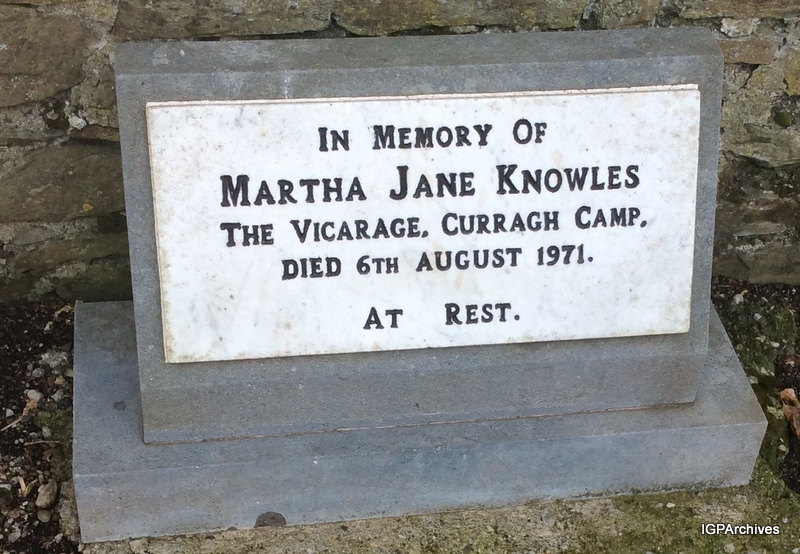 IN MEMORY OF
MARTHA JANE KNOWLES
THE VICARAGE, CURRAGH CAMP,
DIED 6TH AUGUST 1971.
AT REST.
IGPArchives